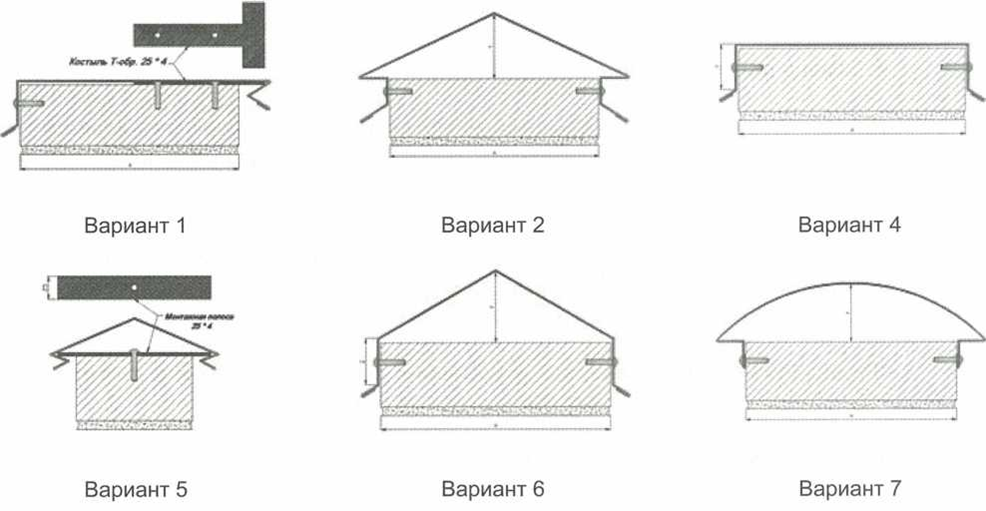 Костыль Т-обр. 25 * 4
Вариант 1
Вариант 2
Вариант 4
Монтажная полоса
25 * 4
Вариант 5
Вариант 6
Вариант 7